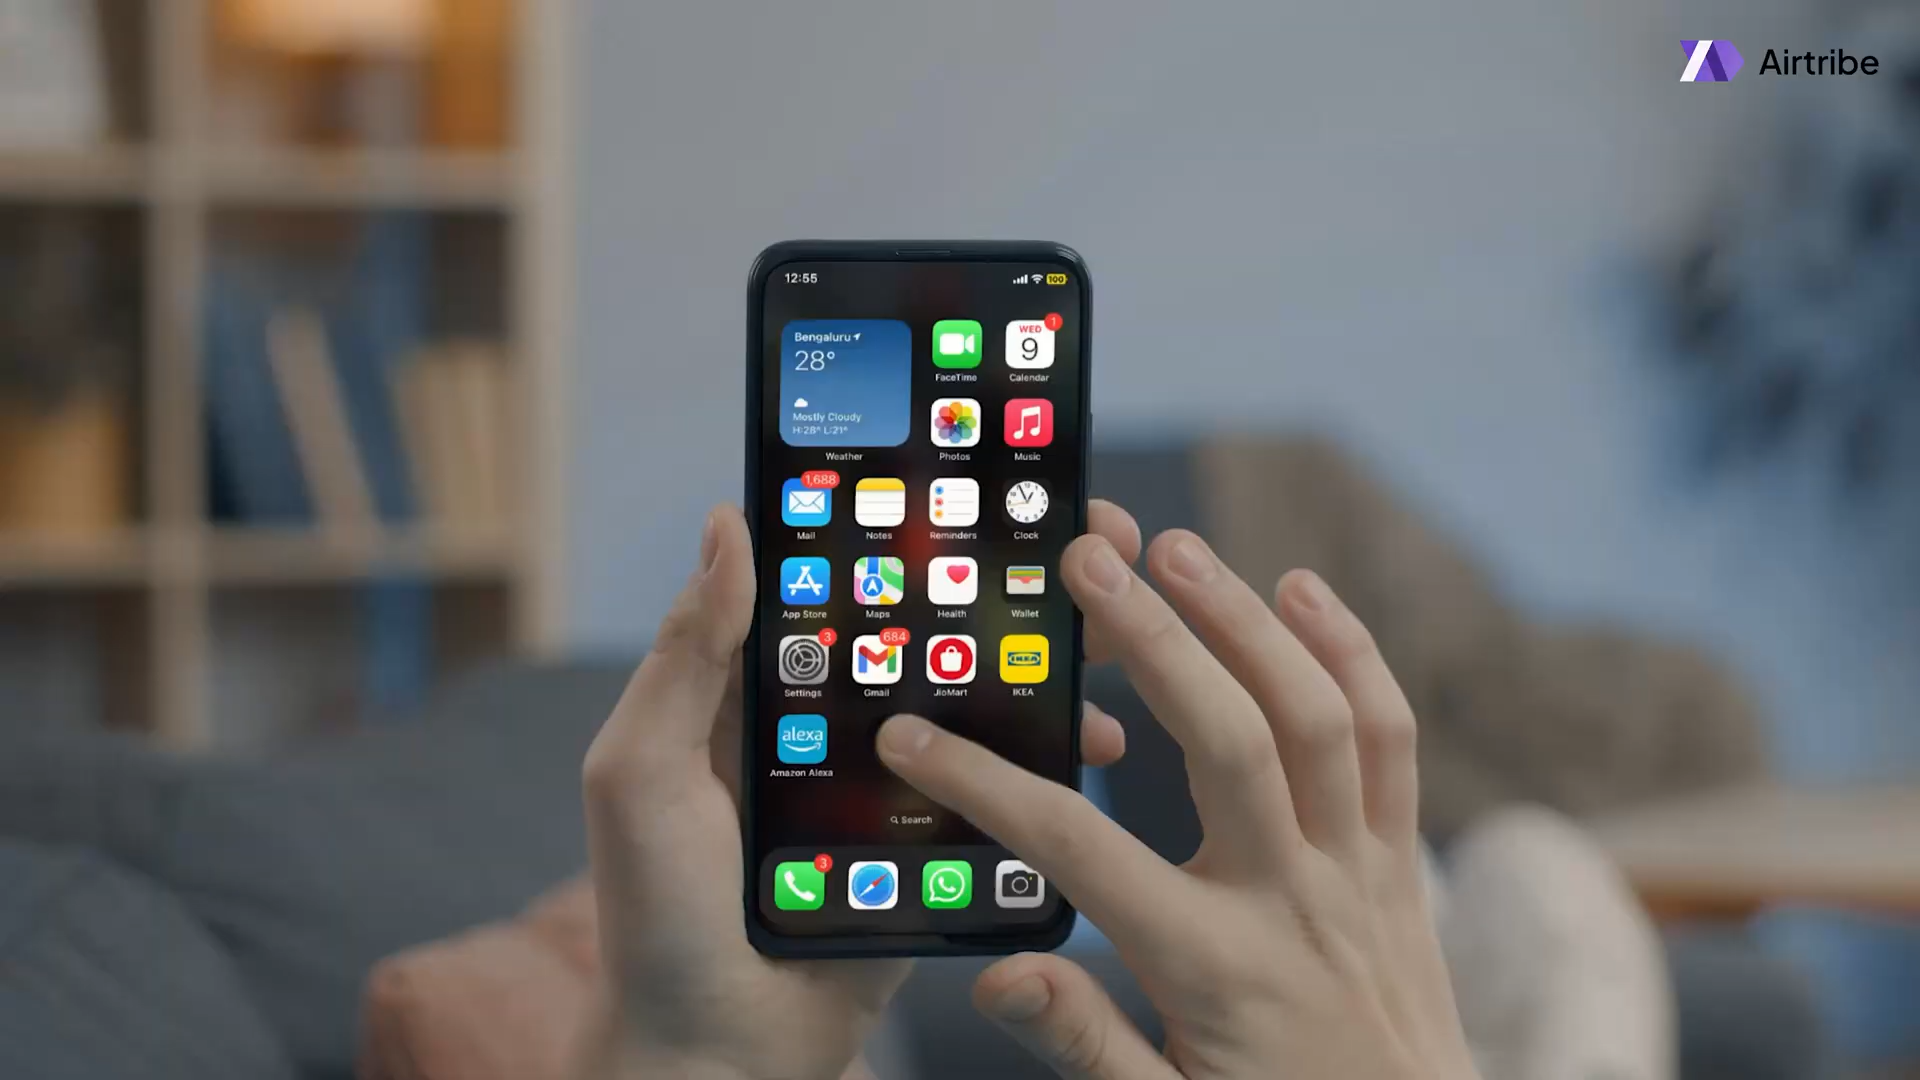 Airtribe
12:55
100
Bengaluru
28°
Mostly Cloudy
H:28° L:21°
Weather
FaceTime
WED
9
1
Calendar
Photos
Music
1,688
Mail
Notes
Reminders
Clock
App Store
Maps
Health
Wallet
3
Settings
684
Gmail
JioMart
IKEA
IKEA
alexa
Amazon Alexa
Search
3